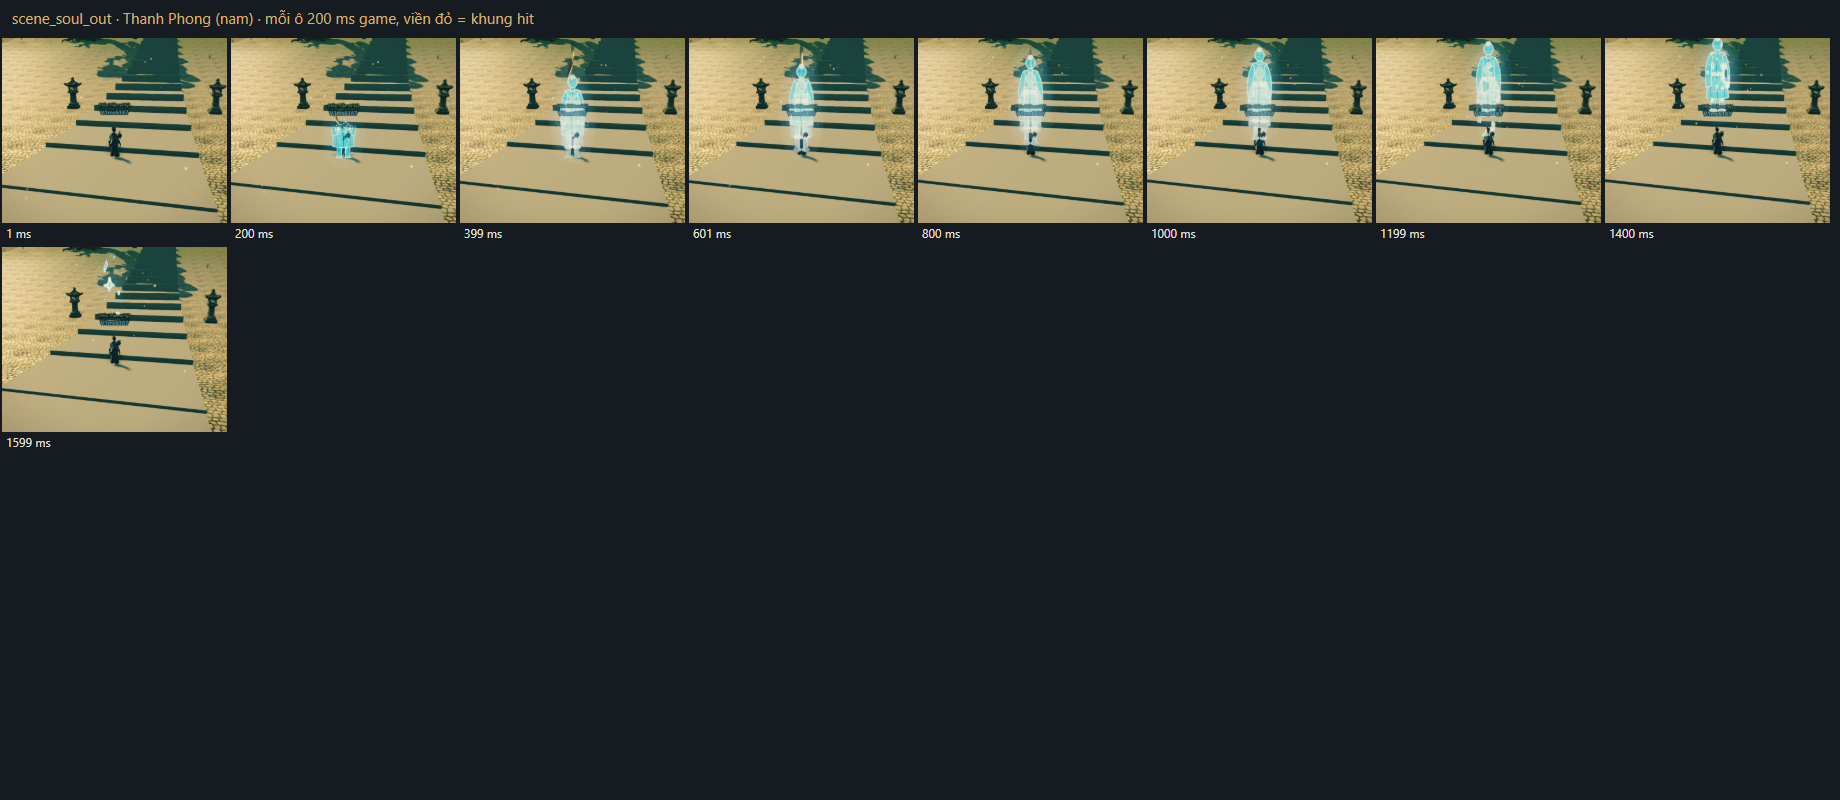 scene_soul_out · Thanh Phong (nam) · mỗi ô 200 ms game, viền đỏ = khung hit
1 ms
200 ms
399 ms
601 ms
800 ms
1000 ms
1199 ms
1400 ms
1599 ms